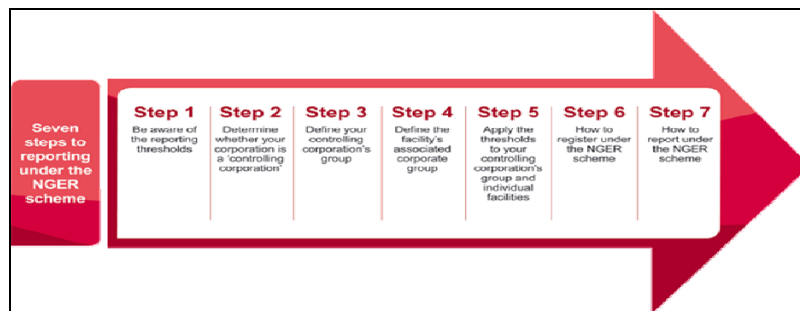 Seven
steps to
reporting
under the
NGER
scheme
Step 1
Be aware of
the reporting
thresholds
Step 2
Determine
whether your
corporation is
a 'controlling
corporation'
Step 3
Define your
controlling
corporation's
group
Step 4
Define the
facility's
associated
corporate
group
Step 5
Apply the
thresholds
to your
controlling
corporation's
group and
individual
facilities
Step 6
How to
register under
the NGER
scheme
Step 7
How to
report under
the NGER
scheme